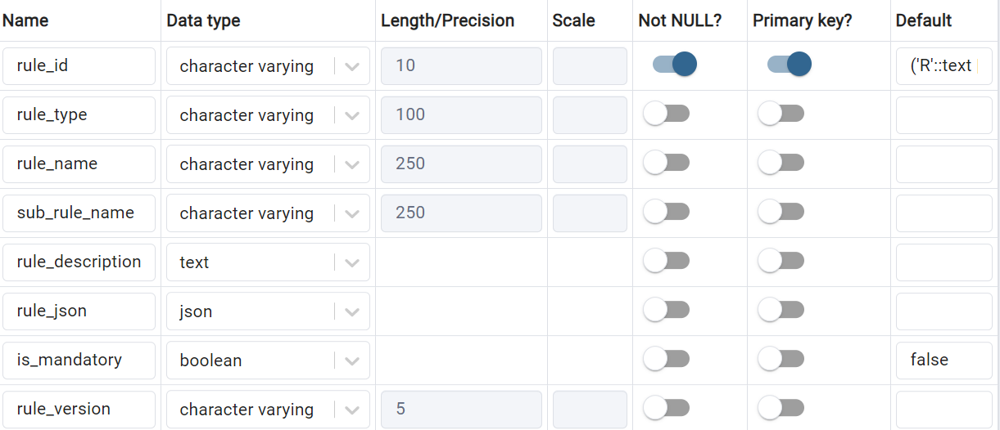 Name Data type Length/Precision Scale Not NULL? Primary key? Default
rule_id character varying 10 ('R'::text
rule_type character varying 100
rule_name character varying 250
sub_rule_name character varying 250
rule_description text
rule_json json
is_mandatory boolean false
rule_version character varying 5